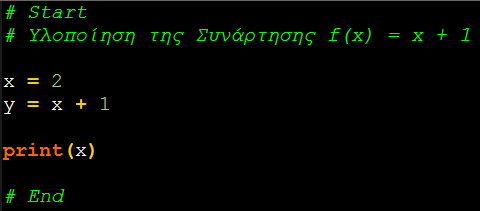 # Start
# Υλοποίηση της Συνάρτησης f(x) = x + 1
x = 2
y = x + 1
print(x)
# End